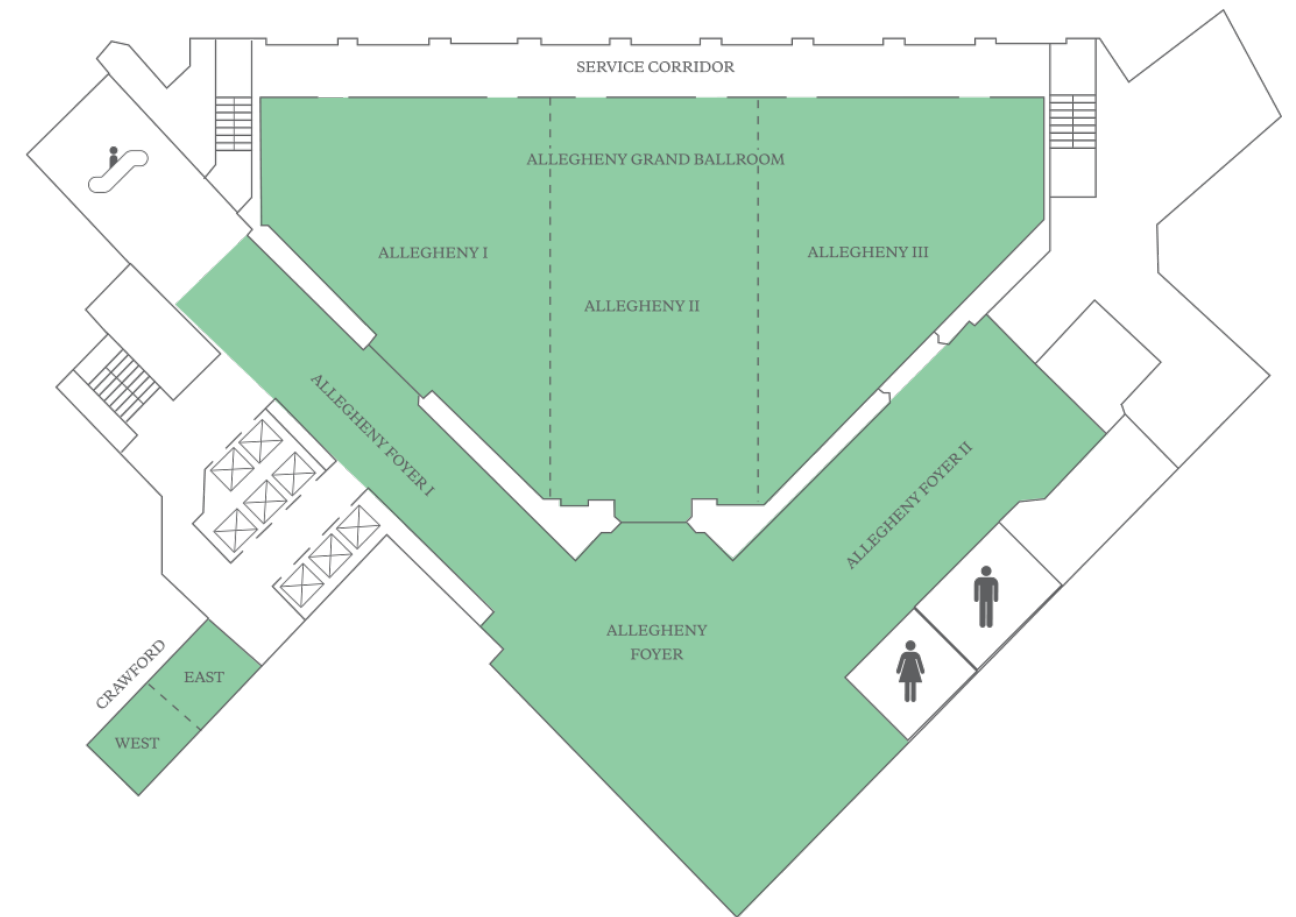 SERVICE CORRIDOR
ALLEGHENY GRAND BALLROOM
ALLEGHENY I
ALLEGHENY III
ALLEGHENY II
ALLEGHENY FOYER I
ALLEGHENY FOYER II
ALLEGHENY
FOYER
CRAWFORD
EAST
WEST